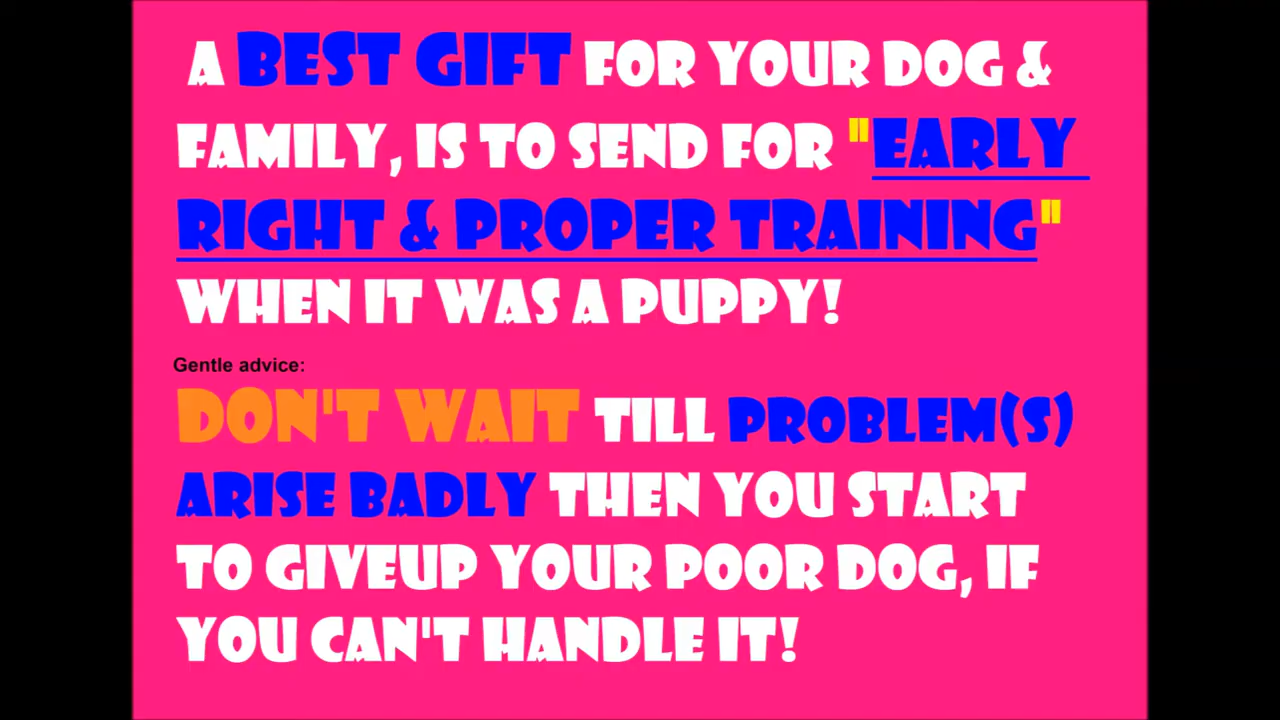 A BEST GIFT FOR YOUR DOG &
FAMILY, IS TO SEND FOR "EARLY
RIGHT & PROPER TRAINING"
WHEN IT WAS A PUPPY!
Gentle advice:
DON'T WAIT TILL PROBLEM(S)
ARISE BADLY THEN YOU START
TO GIVEUP YOUR POOR DOG, IF
YOU CAN'T HANDLE IT!